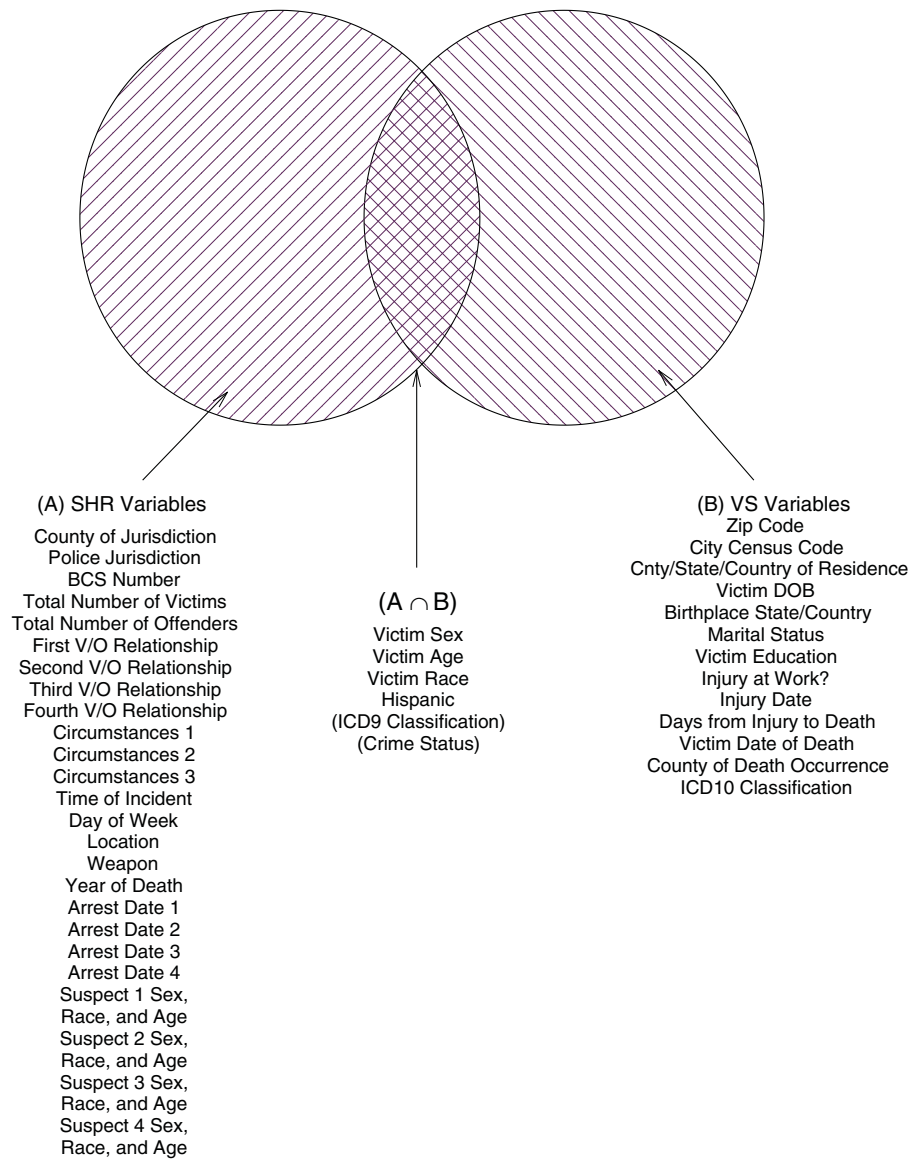 (A) SHR Variables
County of Jurisdiction
Police Jurisdiction
BCS Number
Total Number of Victims
Total Number of Offenders
First V/O Relationship
Second V/O Relationship
Third V/O Relationship
Fourth V/O Relationship
Circumstances 1
Circumstances 2
Circumstances 3
Time of Incident
Day of Week
Location
Weapon
Year of Death
Arrest Date 1
Arrest Date 2
Arrest Date 3
Arrest Date 4
Suspect 1 Sex,
Race, and Age
Suspect 2 Sex,
Race, and Age
Suspect 3 Sex,
Race, and Age
Suspect 4 Sex,
Race, and Age
(A ∩ B)
Victim Sex
Victim Age
Victim Race
Hispanic
(ICD9 Classification)
(Crime Status)
(B) VS Variables
Zip Code
City Census Code
Cnty/State/Country of Residence
Victim DOB
Birthplace State/Country
Marital Status
Victim Education
Injury at Work?
Injury Date
Days from Injury to Death
Victim Date of Death
County of Death Occurrence
ICD10 Classification